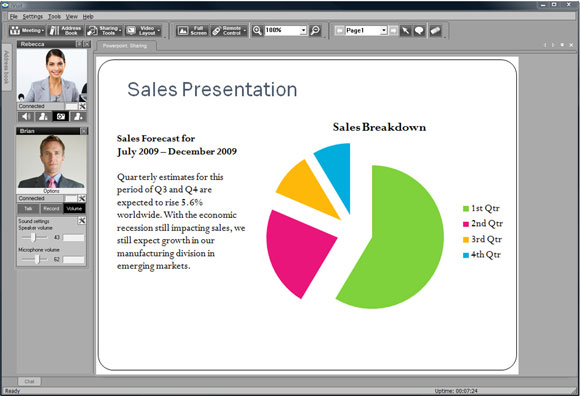 File Settings Tools View Help
Meeting Address Book Sharing Tools Video Layout Full Screen Remote Control 100% Page1
Address book
Rebecca
Connected
Brian
Options
Connected
Talk Record Volume
Sound settings
Speaker volume
43
Microphone volume
62
Powerpoint Sharing
Sales Presentation
Sales Forecast for
July 2009 – December 2009
Quarterly estimates for this
period of Q3 and Q4 are
expected to rise 5.6%
worldwide. With the economic
recession still impacting sales, we
still expect growth in our
manufacturing division in
emerging markets.
Sales Breakdown
1st Qtr
2nd Qtr
3rd Qtr
4th Qtr
Chat
Ready
Uptime: 00:07:24